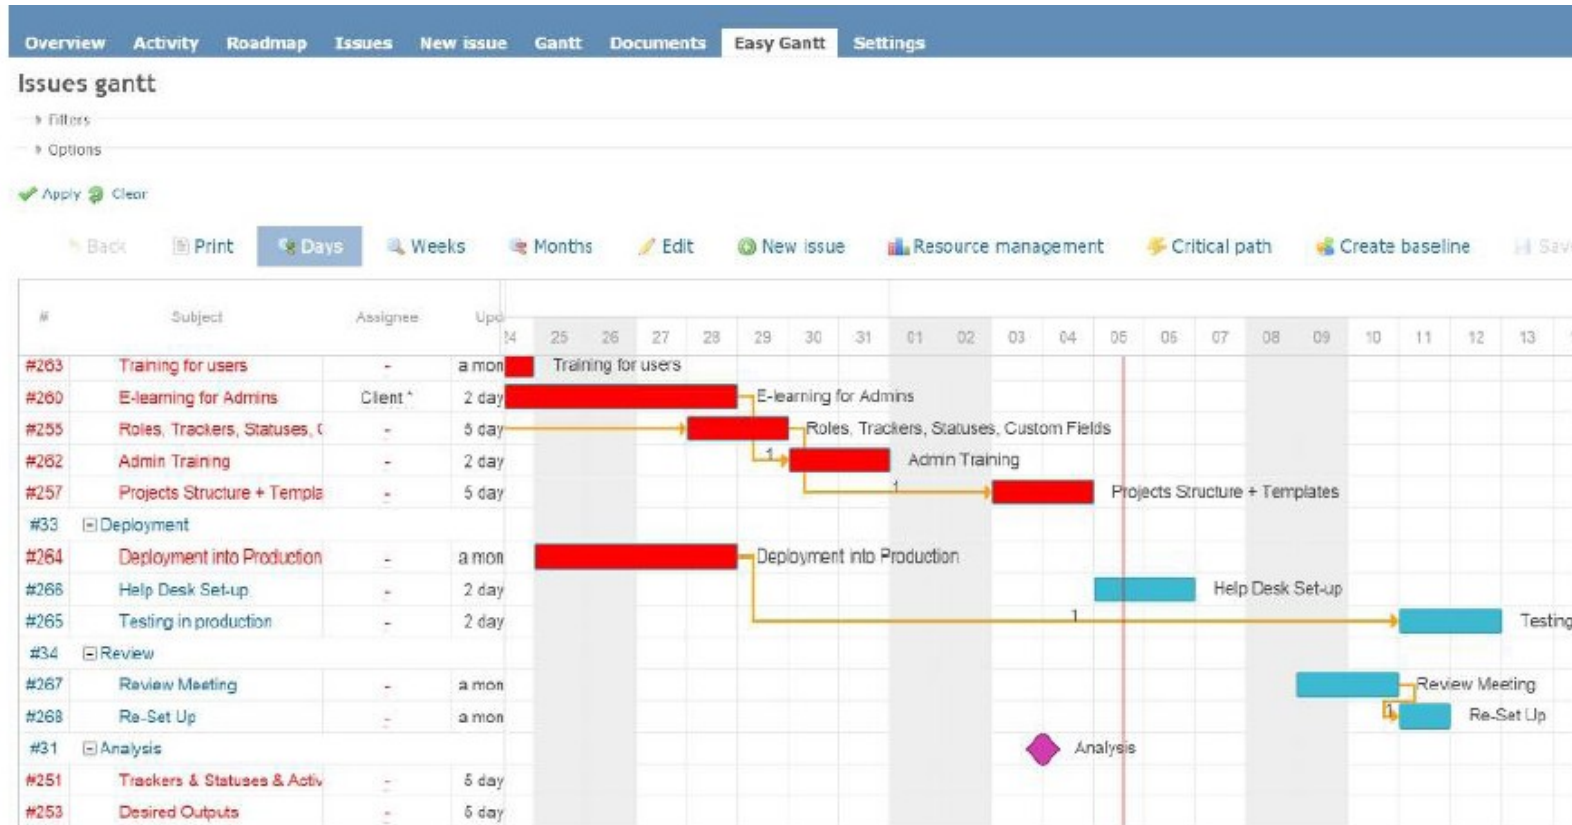 Overview Activity Roadmap Issues New issue Gantt Documents Easy Gantt Settings
Issues gantt
Filters
Options
Apply Clear
Back Print Days Weeks Months Edit New issue Resource management Critical path Create baseline Sav
# Subject Assignee Upd
24 25 26 27 28 29 30 31 01 02 03 04 05 06 07 08 09 10 11 12 13
#263 Training for users - a mon Training for users
#260 E-learning for Admins Client * 2 day E-learning for Admins
#255 Roles, Trackers, Statuses, C - 5 day Roles, Trackers, Statuses, Custom Fields
#262 Admin Training - 2 day 1 Admin Training
#257 Projects Structure + Templa - 5 day 1 Projects Structure + Templates
#33 Deployment
#264 Deployment into Production - a mon Deployment into Production
#266 Help Desk Set-up - 2 day Help Desk Set-up
#265 Testing in production - 2 day 1 Testing
#34 Review
#267 Review Meeting - a mon Review Meeting
#268 Re-Set Up - a mon 1 Re-Set Up
#31 Analysis Analysis
#251 Trackers & Statuses & Activ - 5 day
#253 Desired Outputs - 5 day